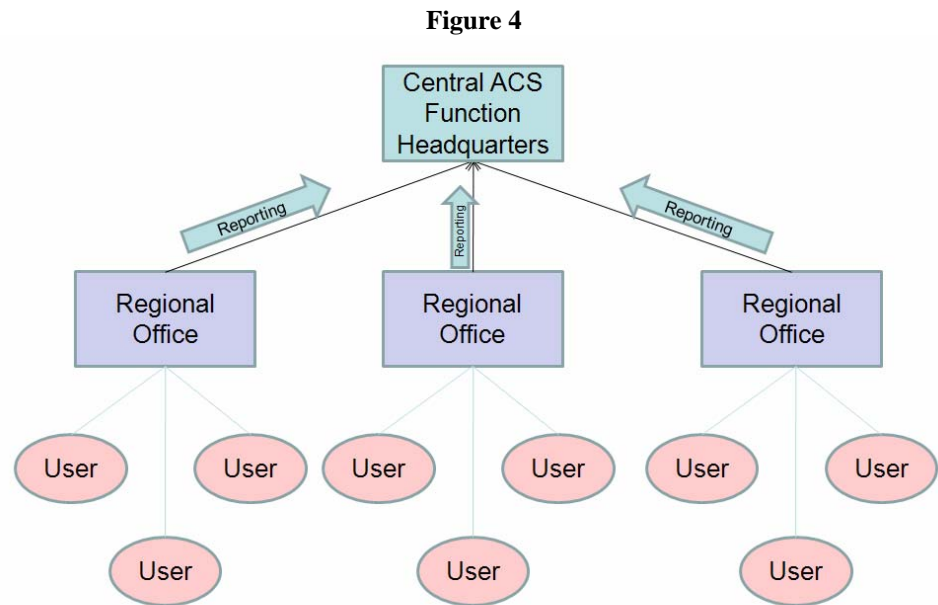 Figure 4
Central ACS
Function
Headquarters
Reporting
Reporting
Reporting
Regional
Office
Regional
Office
Regional
Office
User
User
User
User
User
User
User
User
User